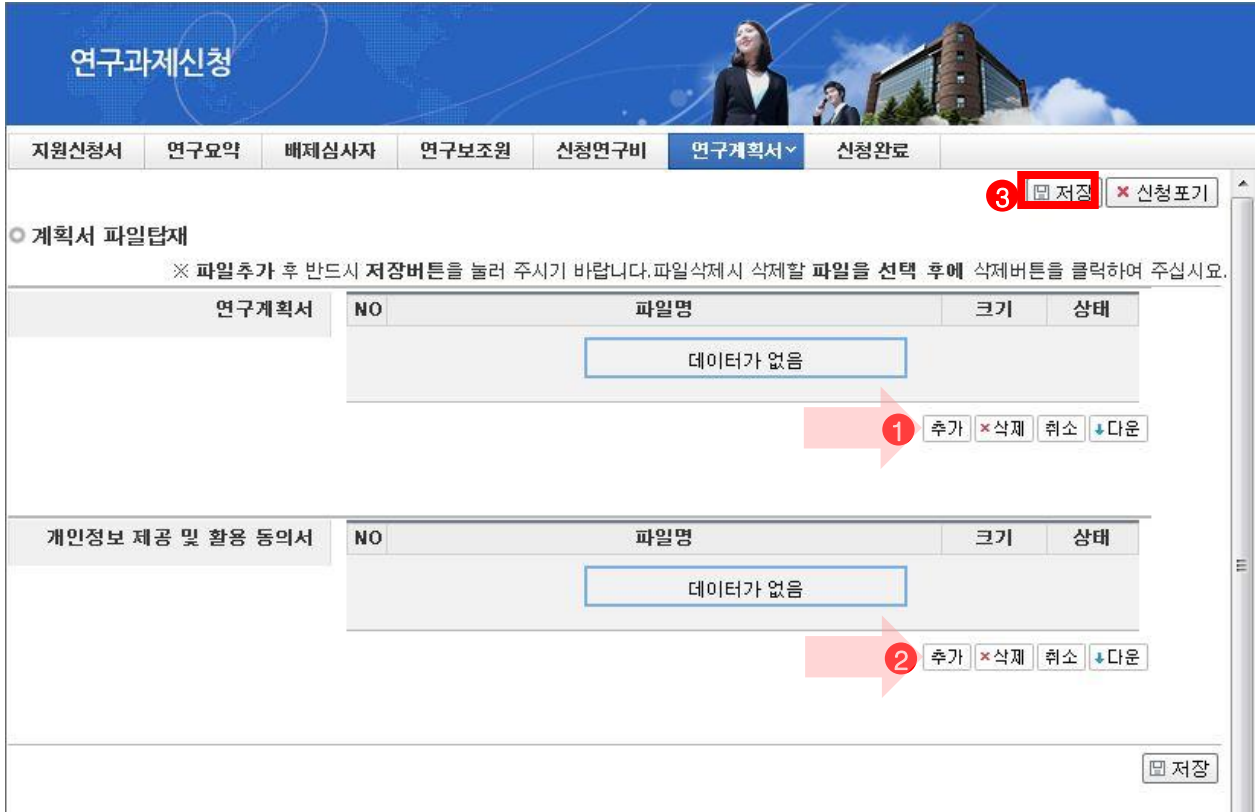 연구과제신청
지원신청서 연구요약 배제심사자 연구보조원 신청연구비 연구계획서 신청완료
3 저장 × 신청포기
계획서 파일탑재
※ 파일추가 후 반드시 저장버튼을 눌러 주시기 바랍니다.파일삭제시 삭제할 파일을 선택 후에 삭제버튼을 클릭하여 주십시요.
연구계획서 NO 파일명 크기 상태
데이터가 없음
1 추가 ×삭제 취소 ↓다운
개인정보 제공 및 활용 동의서 NO 파일명 크기 상태
데이터가 없음
2 추가 ×삭제 취소 ↓다운
저장